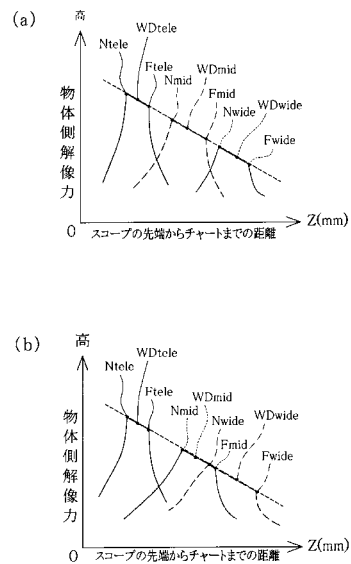 (a)
高
Ntele
WDtele
Ftele
Nmid
WDmid
Fmid
Nwide
WDwide
Fwide
物体側解像力
0
スコープの先端からチャートまでの距離
Z(mm)
(b)
高
Ntele
WDtele
Ftele
Nmid
WDmid
Nwide
Fmid
WDwide
Fwide
物体側解像力
0
スコープの先端からチャートまでの距離
Z(mm)